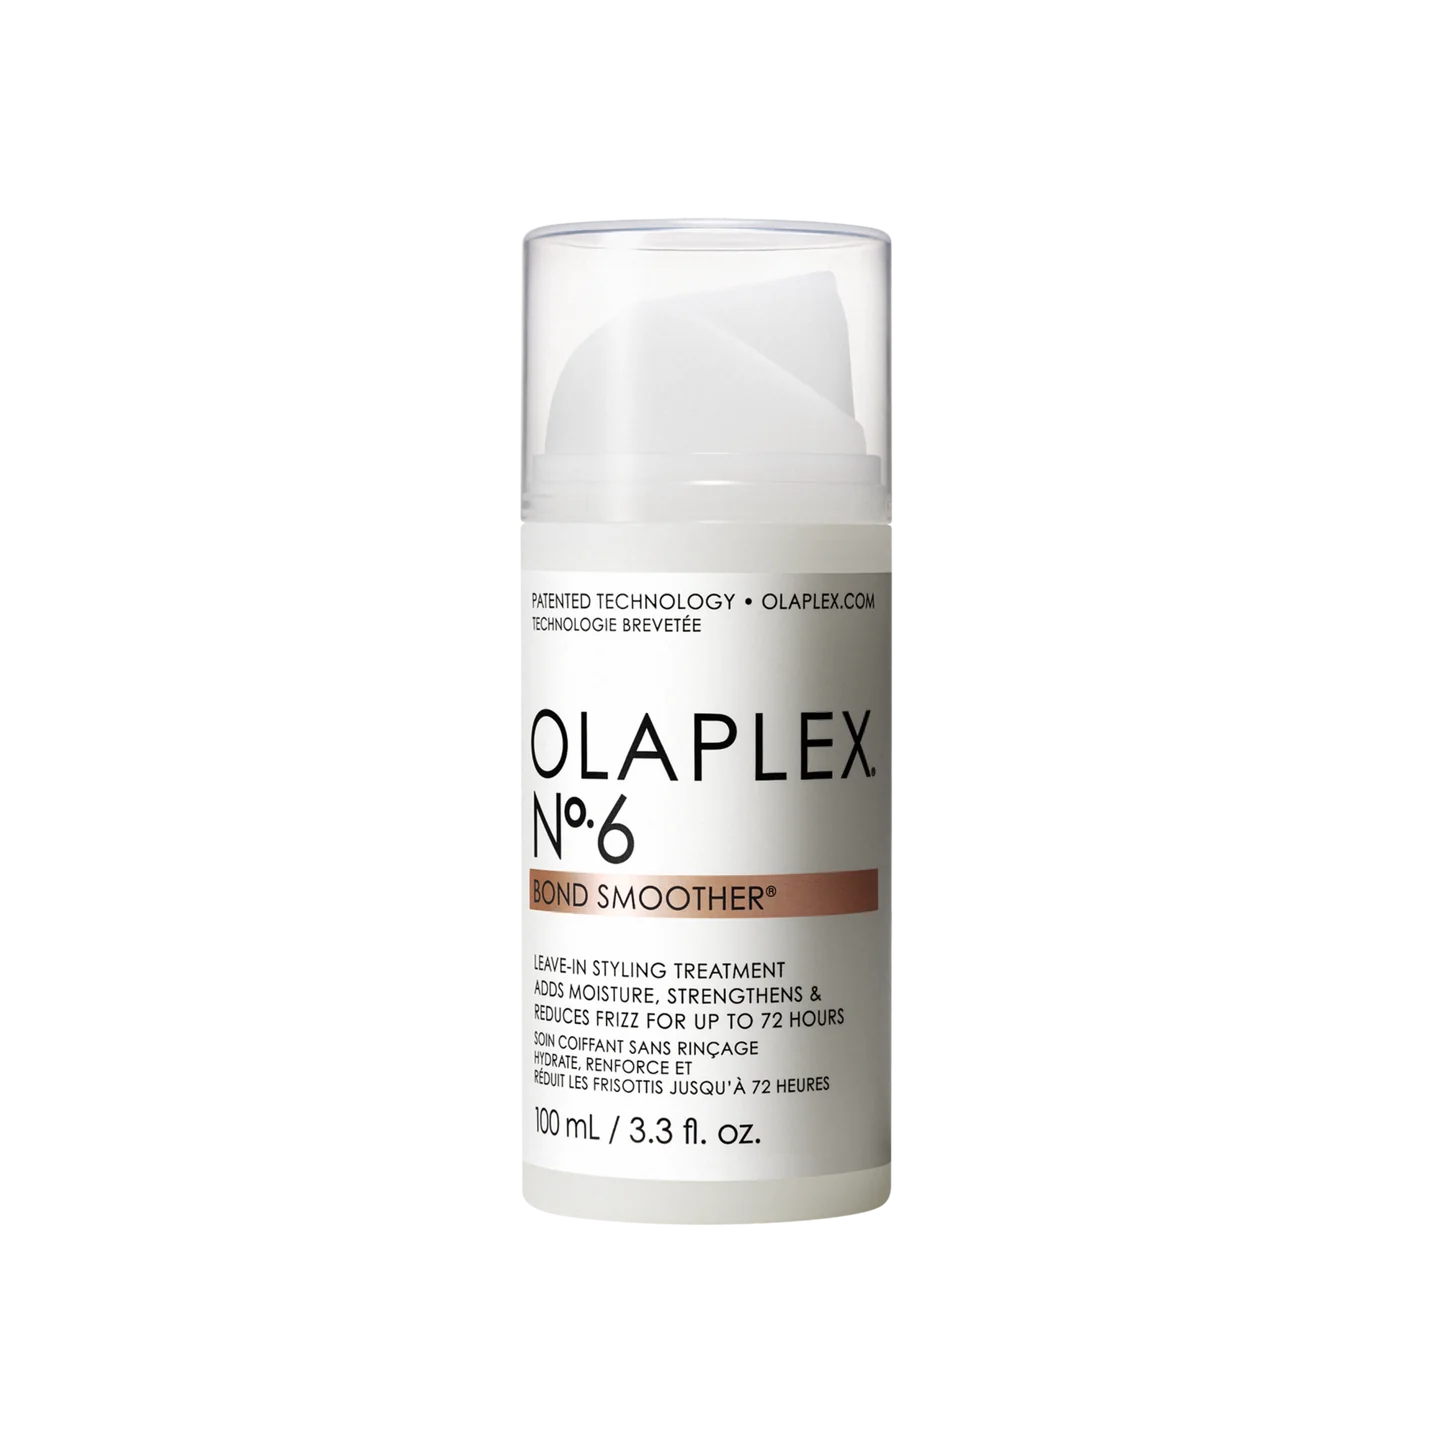 PATENTED TECHNOLOGY • OLAPLEX.COM
TECHNOLOGIE BREVETÉE
OLAPLEX®
Nº.6
BOND SMOOTHER®
LEAVE-IN STYLING TREATMENT
ADDS MOISTURE, STRENGTHENS &
REDUCES FRIZZ FOR UP TO 72 HOURS
SOIN COIFFANT SANS RINÇAGE
HYDRATE, RENFORCE ET
RÉDUIT LES FRISOTTIS JUSQU'À 72 HEURES
100 mL / 3.3 fl. oz.